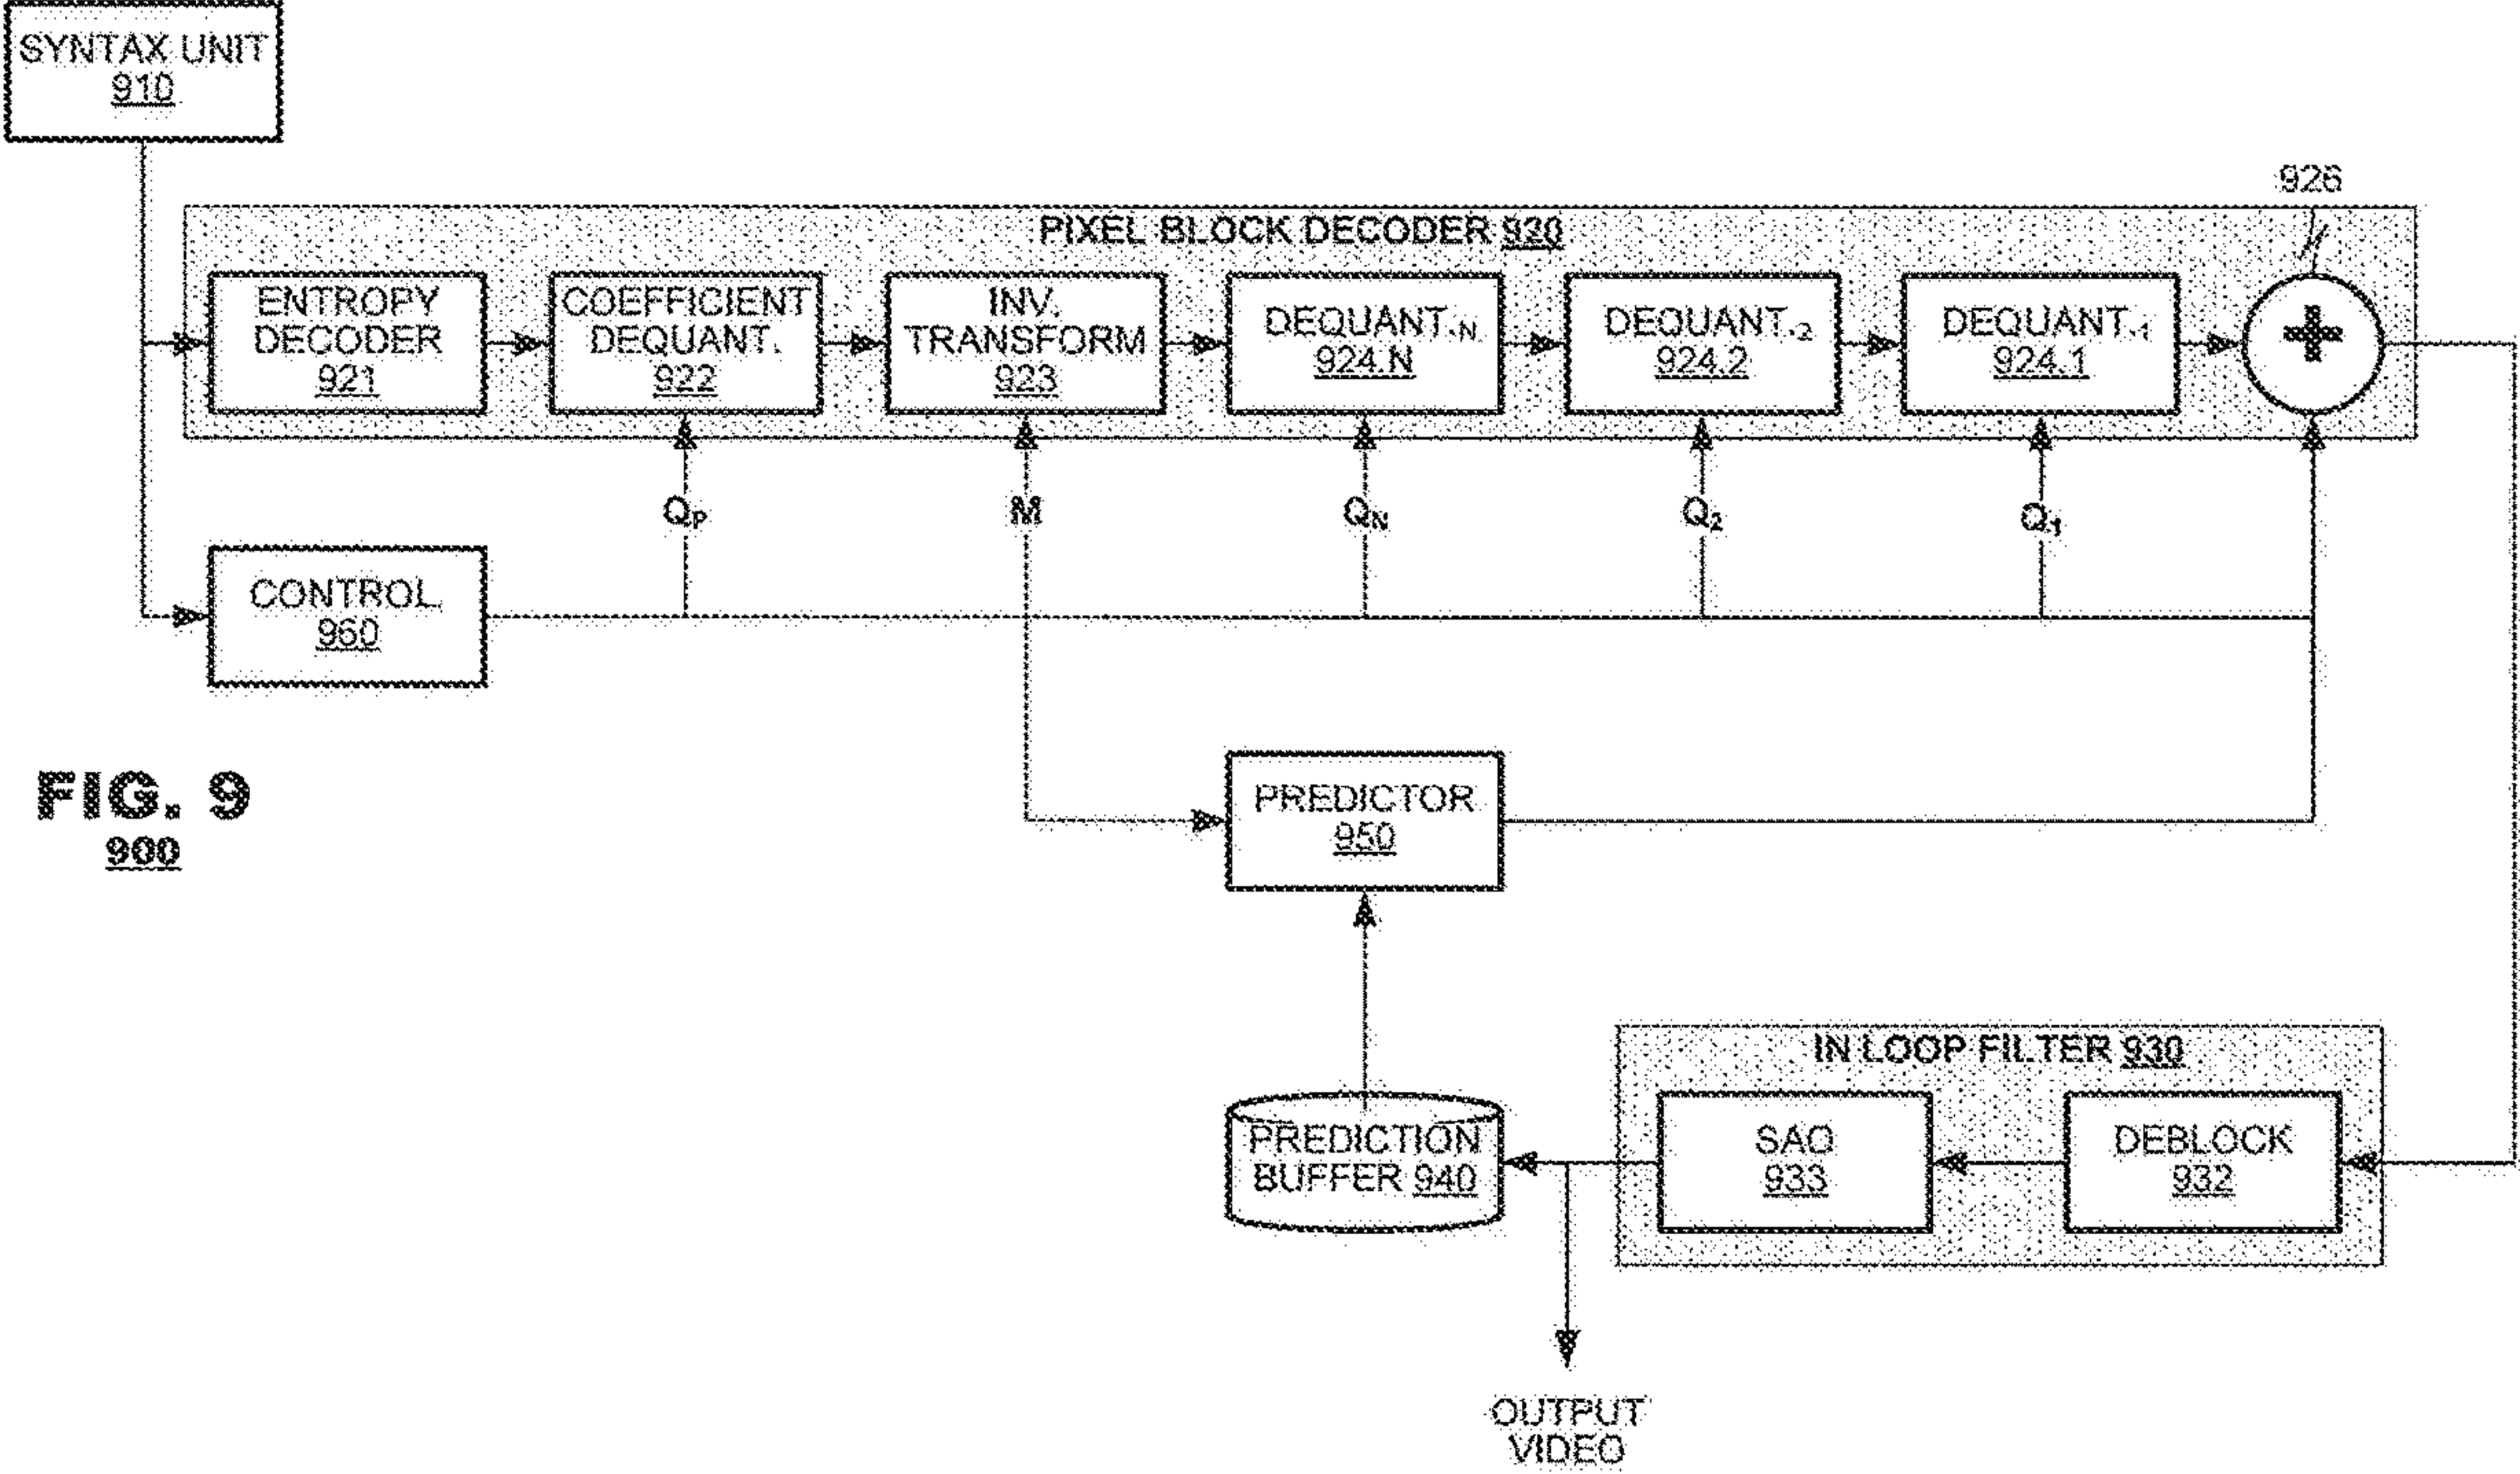 SYNTAX UNIT
910
926
PIXEL BLOCK DECODER 920
ENTROPY
DECODER
921
COEFFICIENT
DEQUANT.
922
INV.
TRANSFORM
923
DEQUANT.N
924.N
DEQUANT.2
924.2
DEQUANT.1
924.1
+
QP
M
QN
Q2
Q1
CONTROL
960
FIG. 9
900
PREDICTOR
950
IN LOOP FILTER 930
PREDICTION
BUFFER 940
SAO
933
DEBLOCK
932
OUTPUT
VIDEO